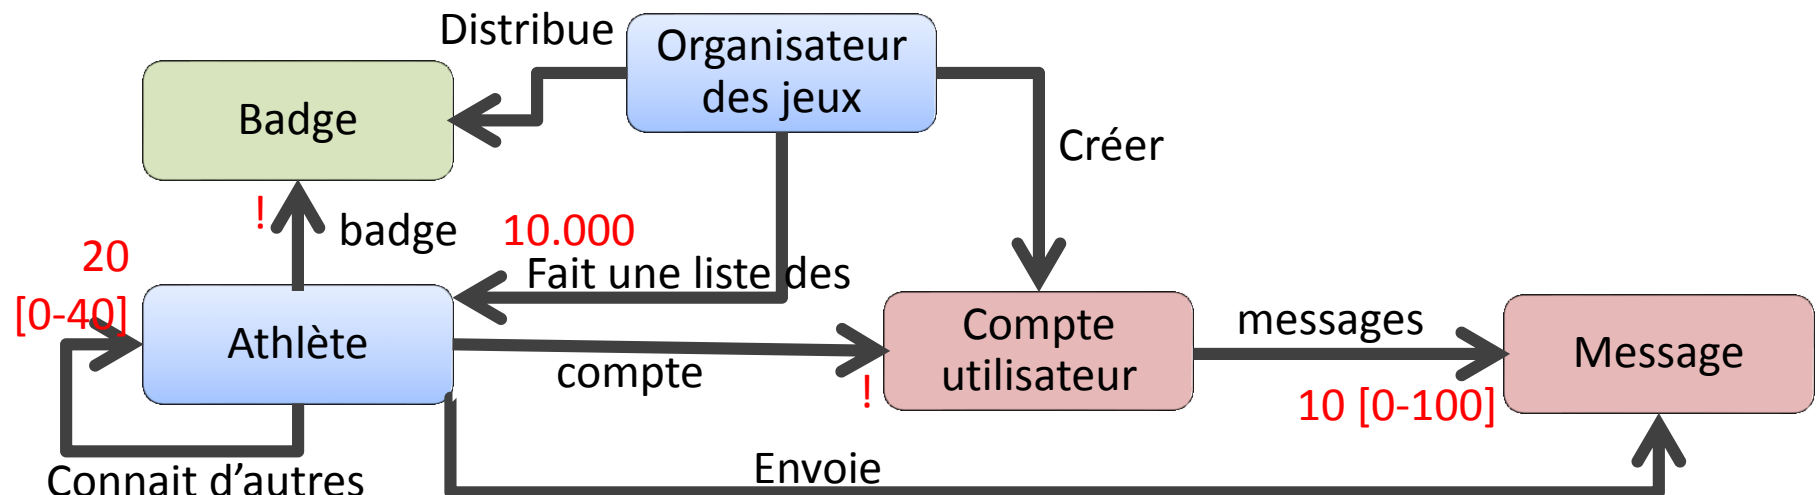 Distribue
Organisateur
des jeux
Badge
Créer
!
badge
10.000
20
Fait une liste des
[0-40]
Athlète
Compte
utilisateur
messages
Message
compte
!
10 [0-100]
Envoie
Connait d'autres